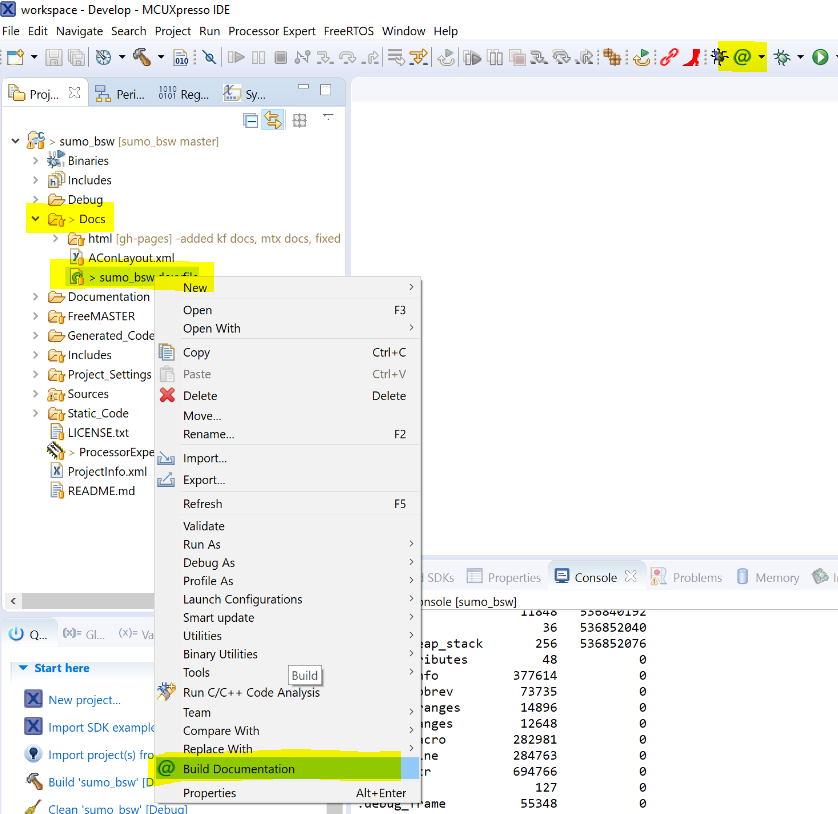 workspace - Develop - MCUXpresso IDE
File Edit Navigate Search Project Run Processor Expert FreeRTOS Window Help
Proj... Peri... Reg... Sy...
> sumo_bsw [sumo_bsw master]
Binaries
Includes
Debug
> Docs
html [gh-pages] -added kf docs, mtx docs, fixed
AConLayout.xml
> sumo_bsw
Documentation
FreeMASTER
Generated_Code
Includes
Project_Settings
Sources
Static_Code
LICENSE.txt
> ProcessorExpe
ProjectInfo.xml
README.md
New
Open F3
Open With
Copy Ctrl+C
Paste Ctrl+V
Delete Delete
Move...
Rename... F2
Import...
Export...
Refresh F5
Validate
Run As
Debug As
Profile As
Launch Configurations
Smart update
Utilities
Binary Utilities
Tools
Build
Run C/C++ Code Analysis
Team
Compare With
Replace With
@ Build Documentation
Properties Alt+Enter
Q... (x)= Gl... (x)= Va
Start here
New project...
Import SDK example
Import project(s) fro
Build 'sumo_bsw' [D
Clean 'sumo_bsw' [Debug]
SDKs Properties Console Problems Memory
onsole [sumo_bsw]
11848 536840192
36 536852040
eap_stack 256 536852076
ributes 48 0
nfo 377614 0
bbrev 73735 0
ranges 14896 0
anges 12648 0
acro 282981 0
ine 284763 0
tr 694766 0
127 0
.debug_frame 55348 0